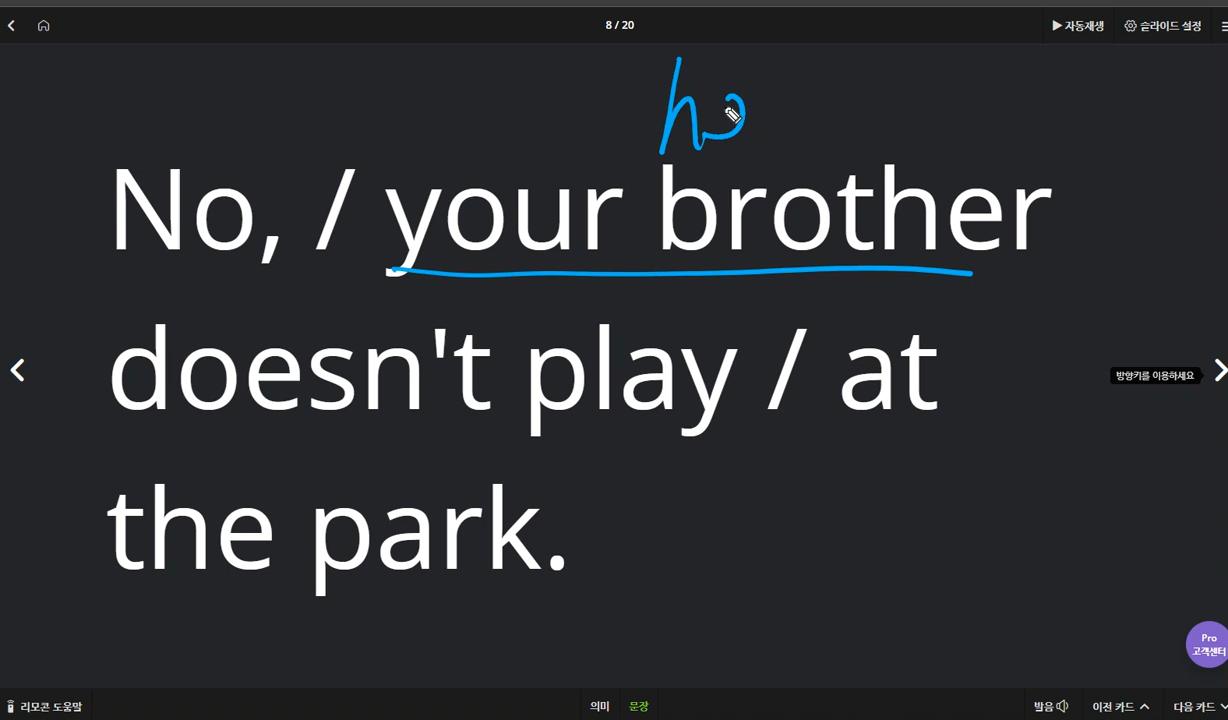 8 / 20
▶ 자동재생
슬라이드 설정
No, / your brother
doesn't play / at
the park.
방향키를 이용하세요
Pro
고객센터
리모콘 도움말
의미
문장
발음
이전 카드
다음 카드